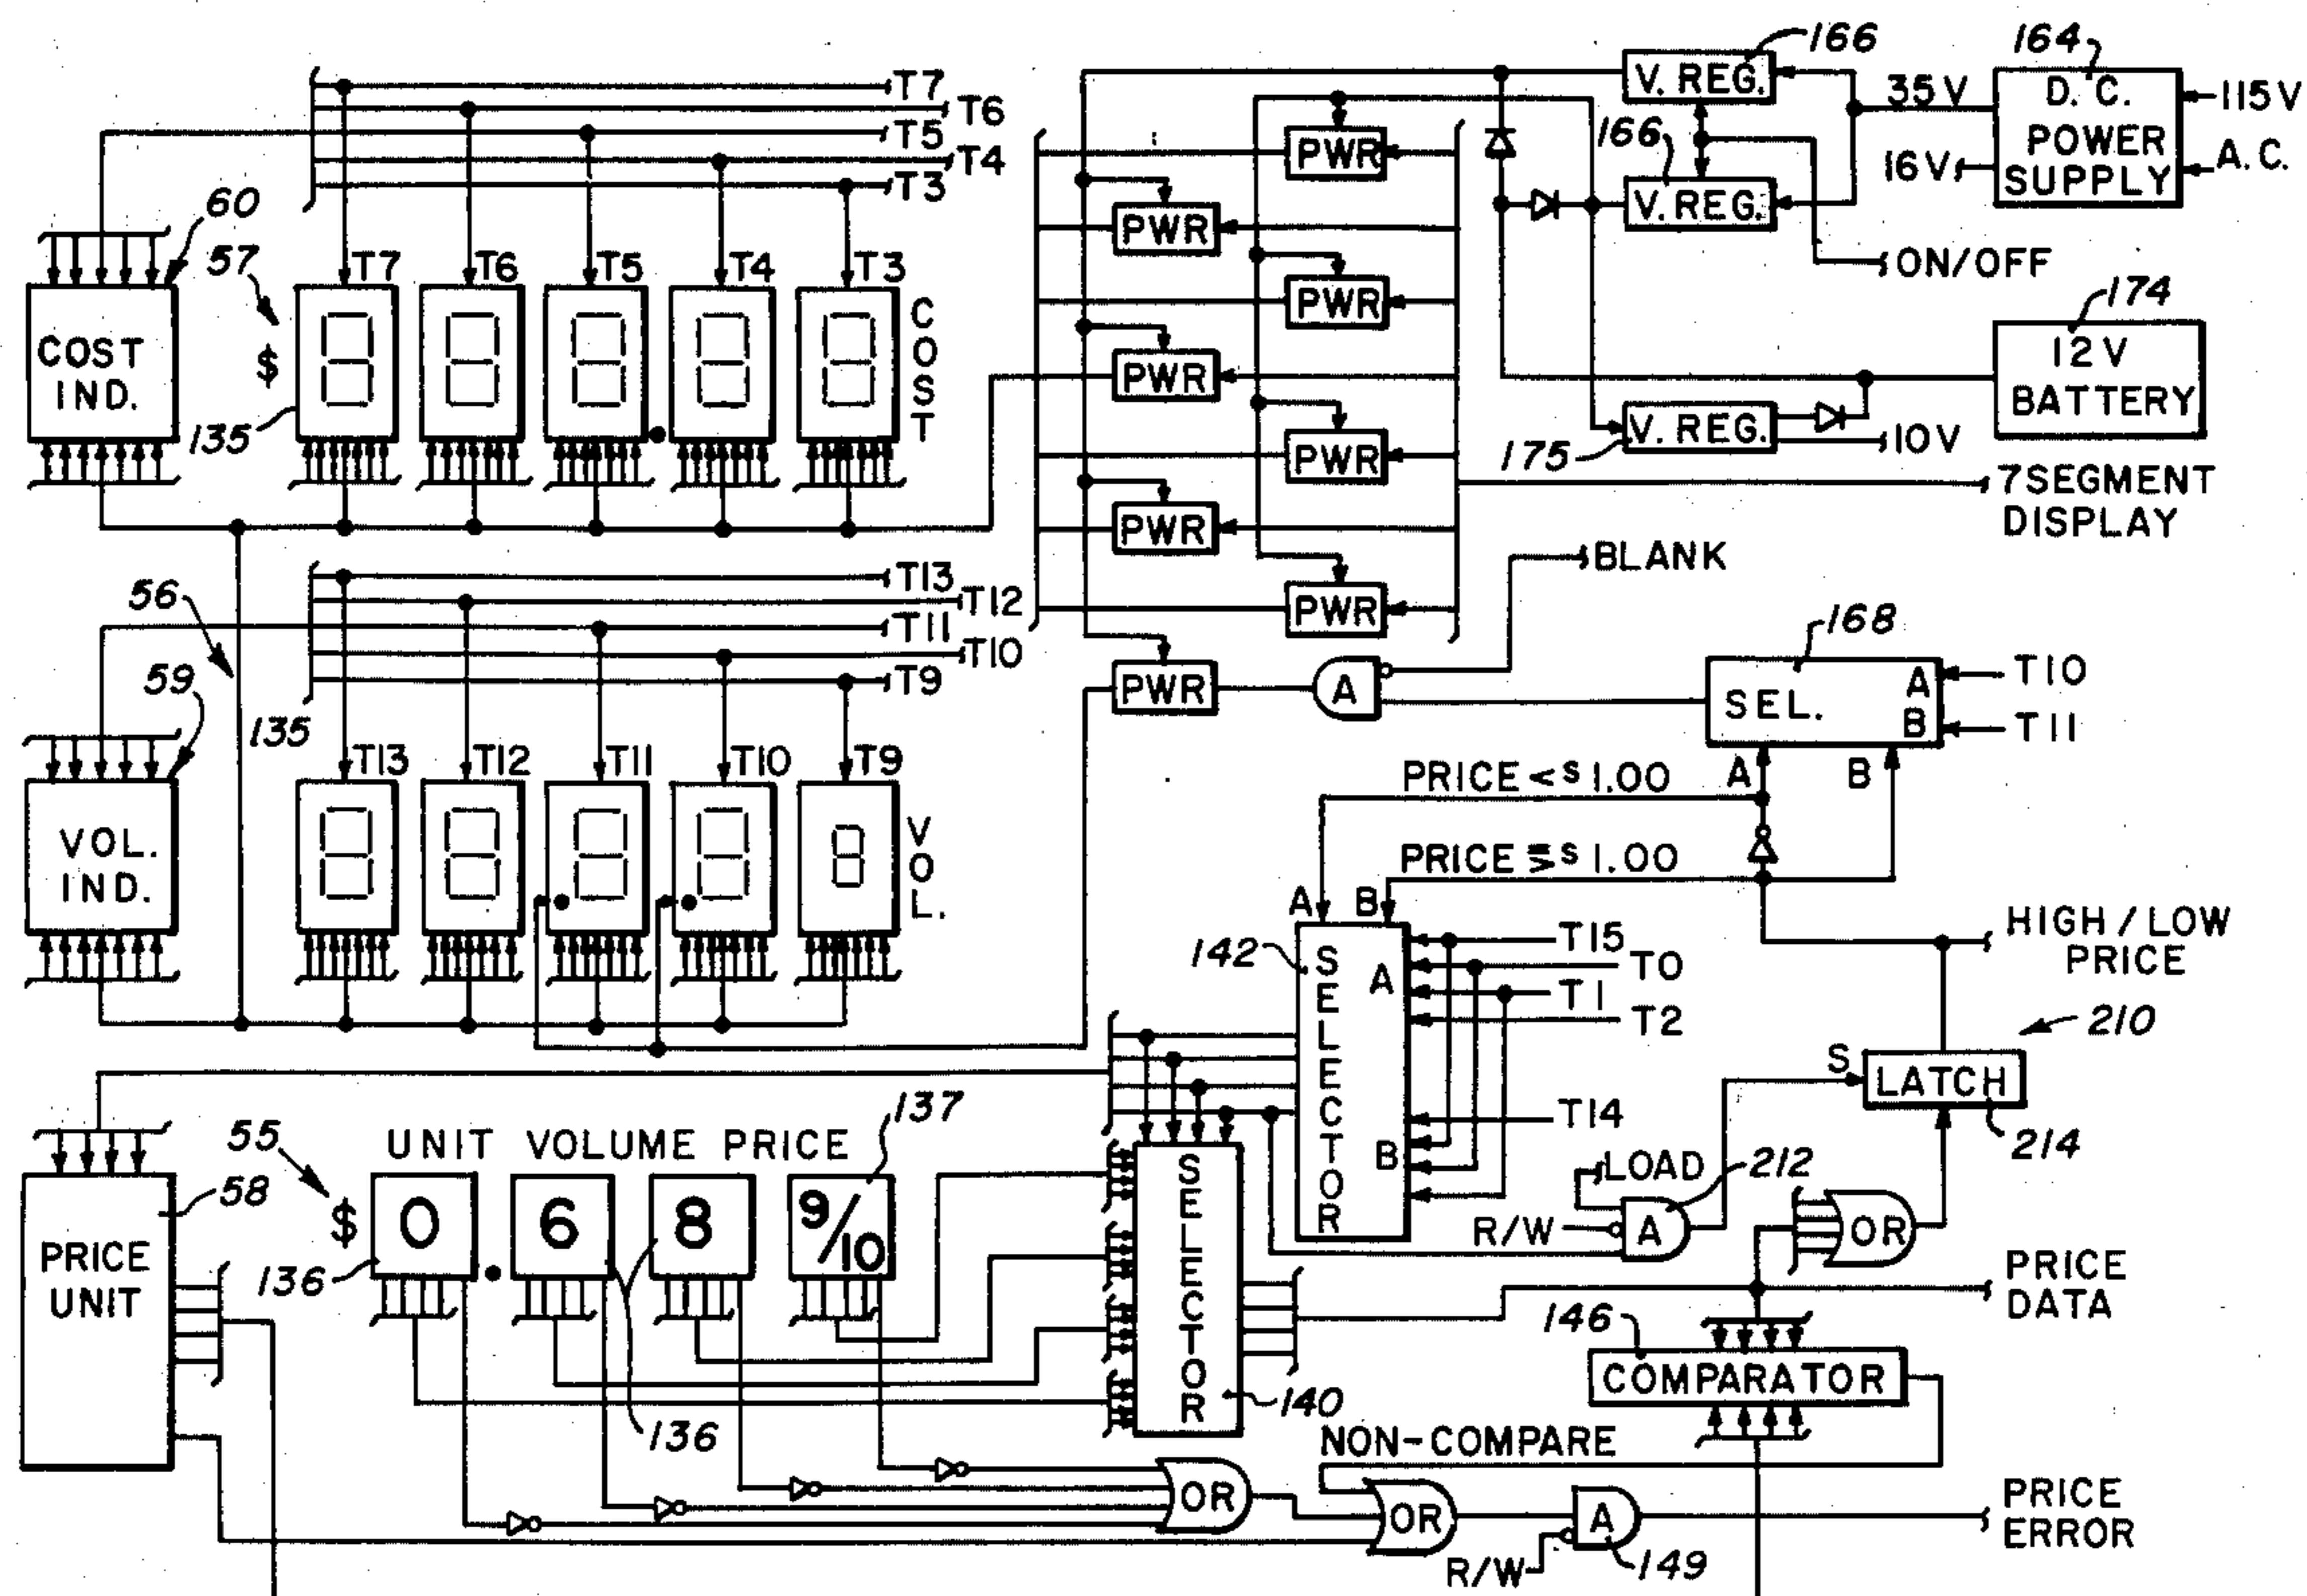 T7
T6
T5
T4
T3
60
57
T7
T6
T5
T4
T3
$
COST
IND.
135
COST
166
164
V. REG.
35V
D.C.
POWER
SUPPLY
115V
A.C.
166
16V
V. REG.
ON/OFF
PWR
PWR
PWR
PWR
PWR
PWR
PWR
PWR
174
12V
BATTERY
V. REG.
175
10V
7 SEGMENT
DISPLAY
BLANK
T13
T12
T11
T10
T9
56
59
135
T13
T12
T11
T10
T9
VOL.
IND.
VOL.
A
168
SEL.
A
B
T10
T11
A
B
PRICE < $1.00
PRICE ≧ $1.00
A
B
142
SELECTOR
A
B
T15
T0
T1
T2
T14
HIGH/LOW
PRICE
210
S
LATCH
214
LOAD
212
R/W
A
OR
PRICE
DATA
55
UNIT VOLUME PRICE
137
58
PRICE
UNIT
$
0
6
8
9/10
136
136
SELECTOR
140
146
COMPARATOR
NON-COMPARE
OR
OR
A
R/W
149
PRICE
ERROR